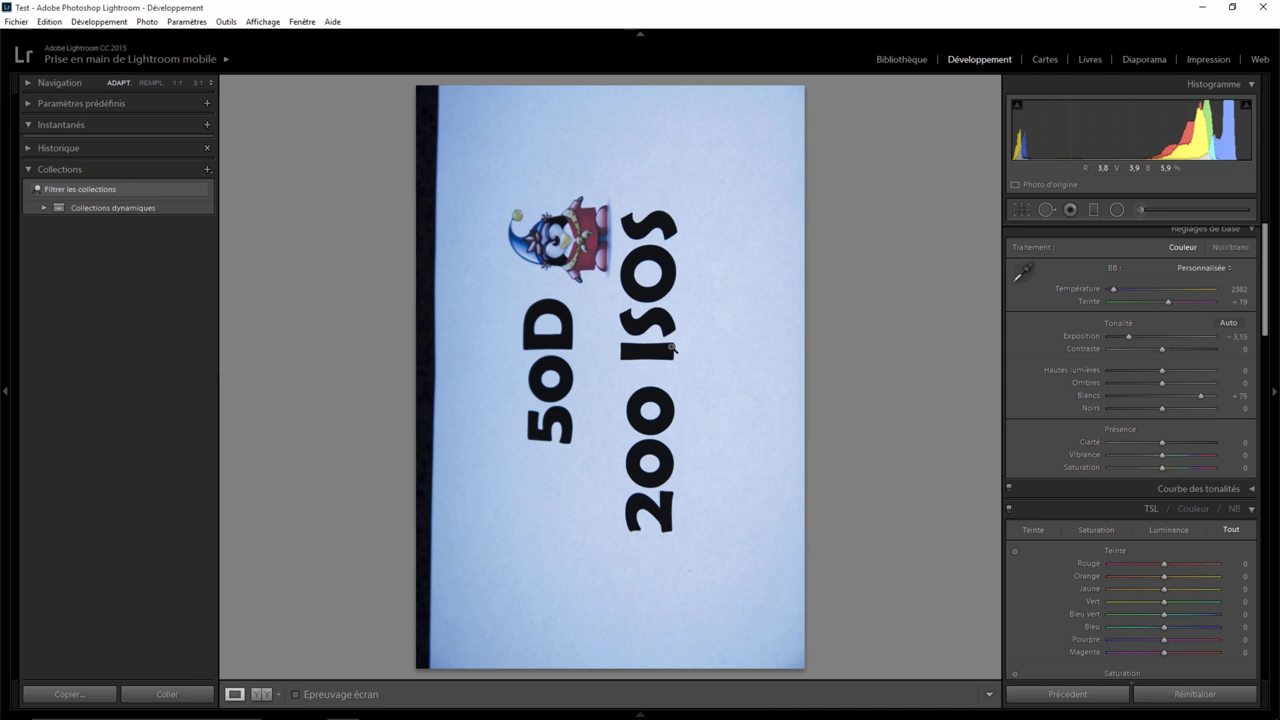 Test - Adobe Photoshop Lightroom - Développement
Fichier Edition Développement Photo Paramètres Outils Affichage Fenêtre Aide
Lr
Adobe Lightroom CC 2015
Prise en main de Lightroom mobile
Bibliothèque Développement Cartes Livres Diaporama Impression Web
Navigation ADAPT. REMPL. 1:1 3:1
Paramètres prédéfinis
Instantanés
Historique
Collections
Filtrer les collections
Collections dynamiques
Copier... Coller
50D
200 ISOS
Epreuvage écran
Histogramme
R 3,8 V 3,9 B 5,9 %
Photo d'origine
Réglages de base
Traitement : Couleur Noir/blanc
BB : Personnalisée
Température 2382
Teinte + 19
Tonalité Auto
Exposition - 3,15
Contraste 0
Hautes lumières 0
Ombres 0
Blancs + 75
Noirs 0
Présence
Clarté 0
Vibrance 0
Saturation 0
Courbe des tonalités
TSL / Couleur / NB
Teinte Saturation Luminance Tout
Teinte
Rouge 0
Orange 0
Jaune 0
Vert 0
Bleu vert 0
Bleu 0
Pourpre 0
Magenta 0
Saturation
Précédent Réinitialiser